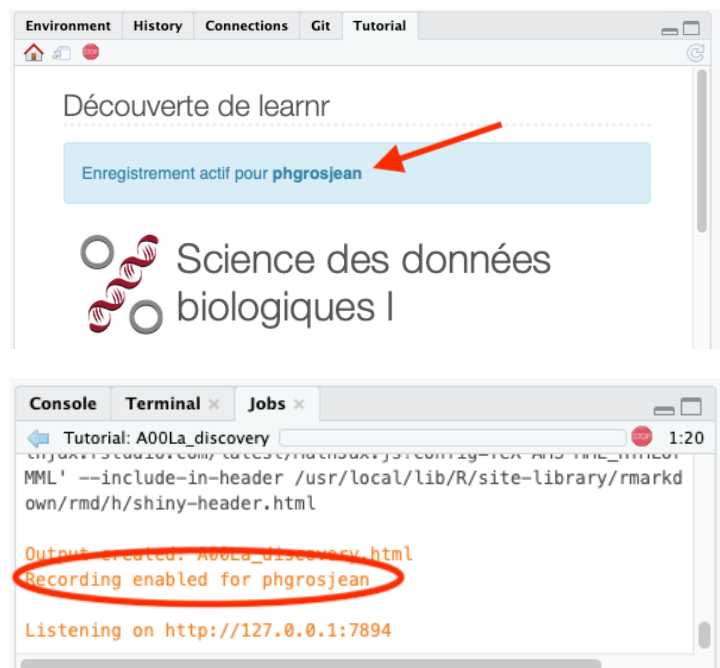 Environment History Connections Git Tutorial
STOP
Découverte de learnr
Enregistrement actif pour phgrosjean
Science des données
biologiques I
Console Terminal × Jobs ×
Tutorial: A00La_discovery STOP 1:20
MML' --include-in-header /usr/local/lib/R/site-library/rmarkd
own/rmd/h/shiny-header.html
Output created: A00La_discovery.html
Recording enabled for phgrosjean
Listening on http://127.0.0.1:7894